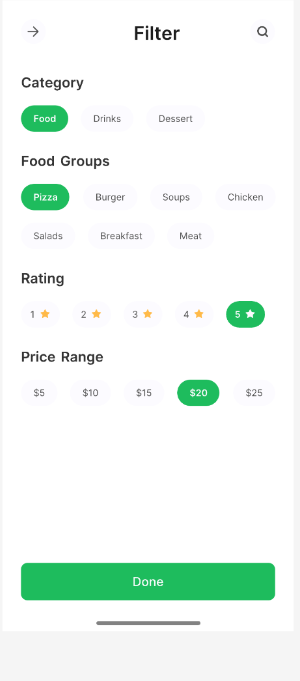 Filter
Category
Food Drinks Dessert
Food Groups
Pizza Burger Soups Chicken
Salads Breakfast Meat
Rating
1 2 3 4 5
Price Range
$5 $10 $15 $20 $25
Done